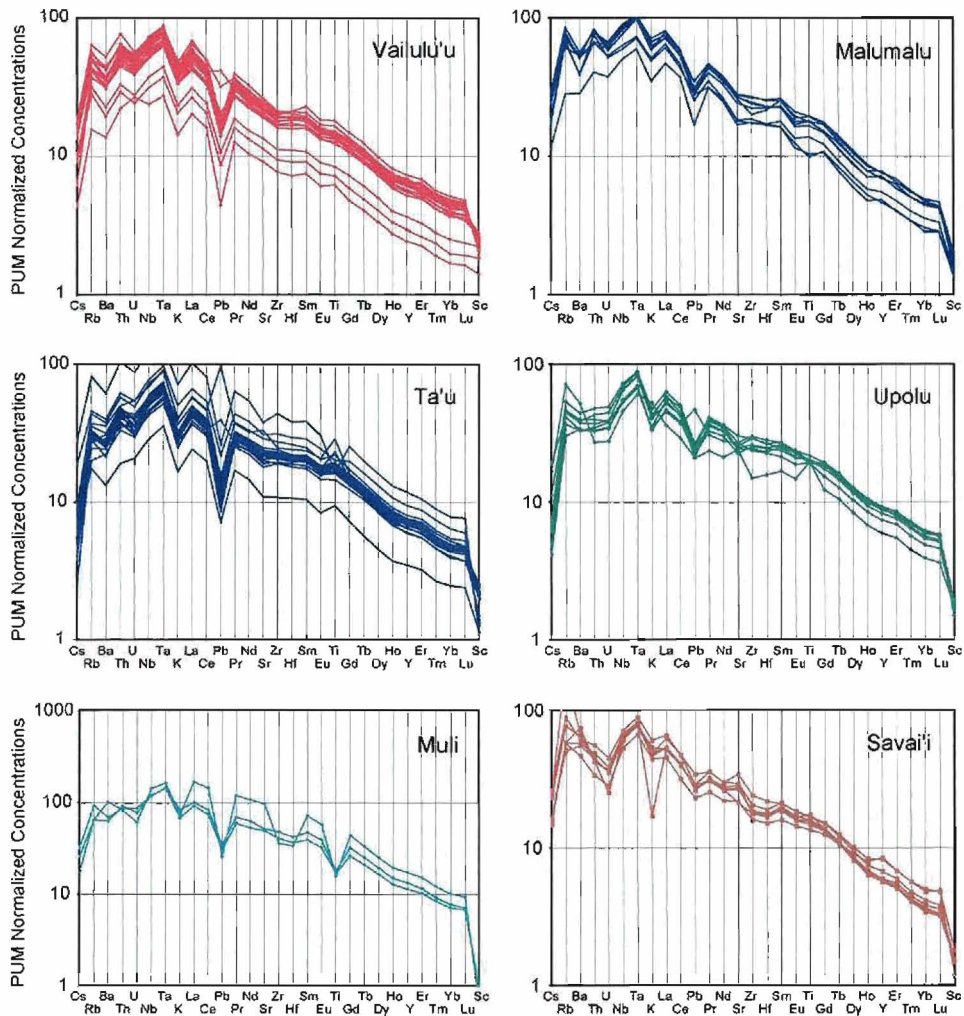 PUM Normalized Concentrations
100
10
1
Vailulu'u
Cs Ba U Ta La Pb Nd Zr Sm Ti Tb Ho Er Yb Sc
Rb Th Nb K Ce Pr Sr Hf Eu Gd Dy Y Tm Lu
100
10
1
Malumalu
Cs Ba U Ta La Pb Nd Zr Sm Ti Tb Ho Er Yb Sc
Rb Th Nb K Ce Pr Sr Hf Eu Gd Dy Y Tm Lu
PUM Normalized Concentrations
100
10
1
Ta'u
Cs Ba U Ta La Pb Nd Zr Sm Ti Tb Ho Er Yb Sc
Rb Th Nb K Ce Pr Sr Hf Eu Gd Dy Y Tm Lu
100
10
1
Upolu
Cs Ba U Ta La Pb Nd Zr Sm Ti Tb Ho Er Yb Sc
Rb Th Nb K Ce Pr Sr Hf Eu Gd Dy Y Tm Lu
PUM Normalized Concentrations
1000
100
10
1
Muli
Cs Ba U Ta La Pb Nd Zr Sm Ti Tb Ho Er Yb Sc
Rb Th Nb K Ce Pr Sr Hf Eu Gd Dy Y Tm Lu
100
10
1
Savai'i
Cs Ba U Ta La Pb Nd Zr Sm Ti Tb Ho Er Yb Sc
Rb Th Nb K Ce Pr Sr Hf Eu Gd Dy Y Tm Lu